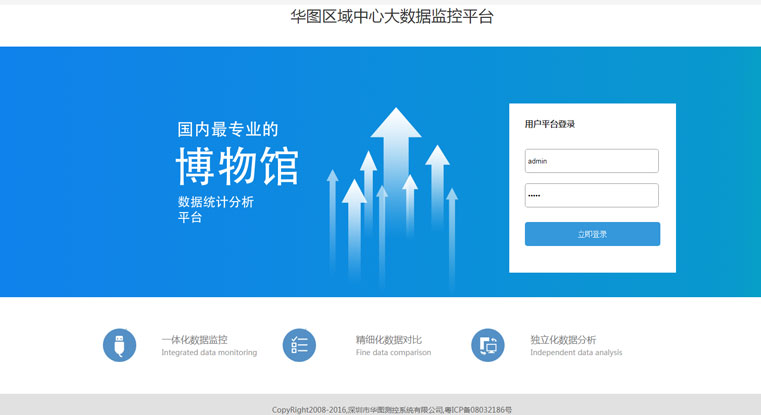 华图区域中心大数据监控平台
国内最专业的
博物馆
数据统计分析
平台
用户平台登录
admin
•••••
立即登录
一体化数据监控
Integrated data monitoring
精细化数据对比
Fine data comparison
独立化数据分析
Independent data analysis
CopyRight2008-2016,深圳市华图测控系统有限公司,粤ICP备08032186号